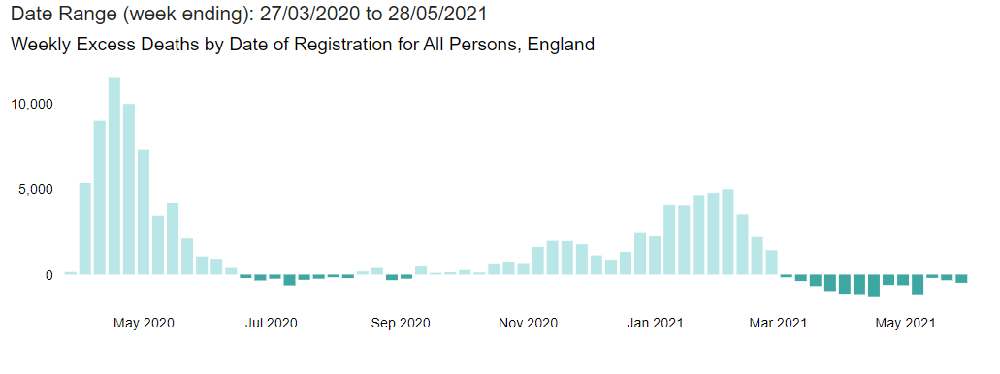 Date Range (week ending): 27/03/2020 to 28/05/2021
Weekly Excess Deaths by Date of Registration for All Persons, England
10,000
5,000
0
May 2020 Jul 2020 Sep 2020 Nov 2020 Jan 2021 Mar 2021 May 2021